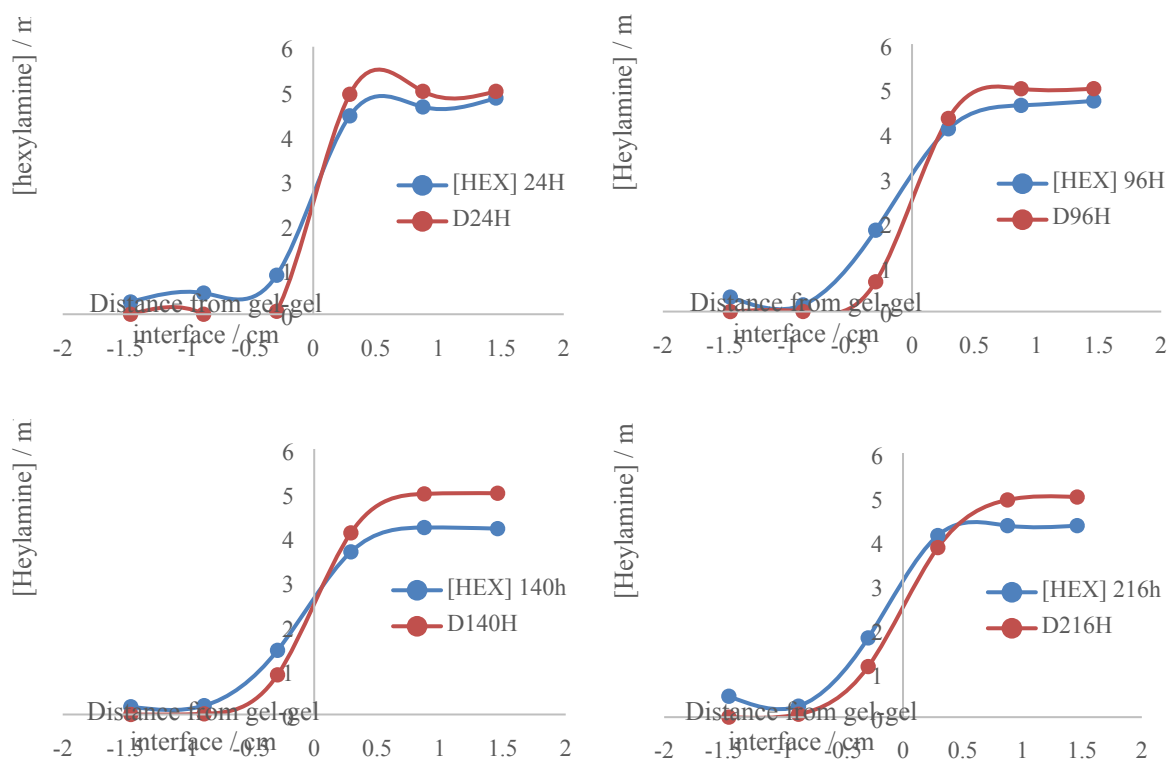 [hexylamine] / m
6
5
4
3
2
1
0
[HEX] 24H
D24H
Distance from gel-gel
interface / cm
-2 -1.5 -1 -0.5 0 0.5 1 1.5 2
[Heylamine] / m
6
5
4
3
2
1
0
[HEX] 96H
D96H
Distance from gel-gel
interface / cm
-2 -1.5 -1 -0.5 0 0.5 1 1.5 2
[Heylamine] / m
6
5
4
3
2
1
0
[HEX] 140h
D140H
Distance from gel-gel
interface / cm
-2 -1.5 -1 -0.5 0 0.5 1 1.5 2
[Heylamine] / m
6
5
4
3
2
1
0
[HEX] 216h
D216H
Distance from gel-gel
interface / cm
-2 -1.5 -1 -0.5 0 0.5 1 1.5 2